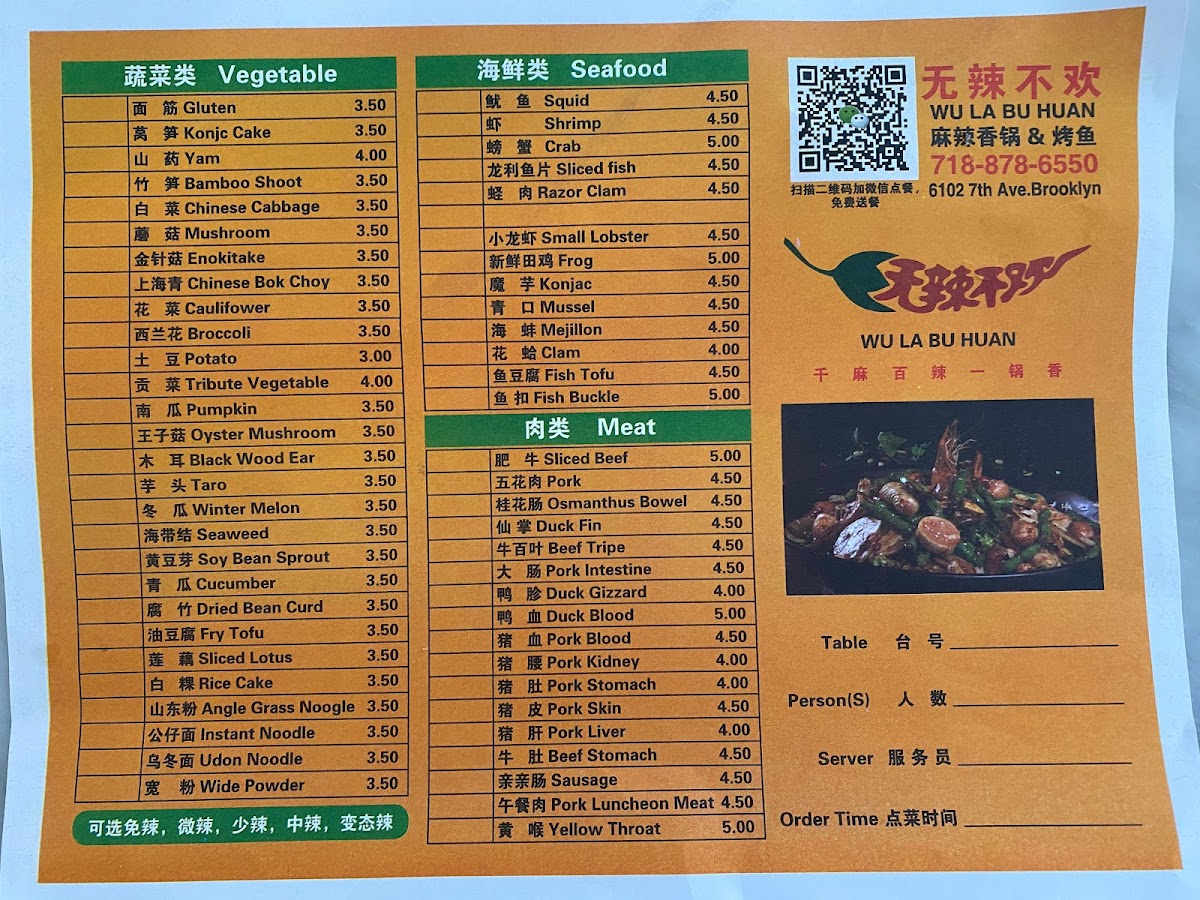 蔬菜类 Vegetable
面 筋 Gluten 3.50
莴 笋 Konjc Cake 3.50
山 药 Yam 4.00
竹 笋 Bamboo Shoot 3.50
白 菜 Chinese Cabbage 3.50
蘑 菇 Mushroom 3.50
金针菇 Enokitake 3.50
上海青 Chinese Bok Choy 3.50
花 菜 Caulifower 3.50
西兰花 Broccoli 3.50
土 豆 Potato 3.00
贡 菜 Tribute Vegetable 4.00
南 瓜 Pumpkin 3.50
王子菇 Oyster Mushroom 3.50
木 耳 Black Wood Ear 3.50
芋 头 Taro 3.50
冬 瓜 Winter Melon 3.50
海带结 Seaweed 3.50
黄豆芽 Soy Bean Sprout 3.50
青 瓜 Cucumber 3.50
腐 竹 Dried Bean Curd 3.50
油豆腐 Fry Tofu 3.50
莲 藕 Sliced Lotus 3.50
白 粿 Rice Cake 3.50
山东粉 Angle Grass Noogle 3.50
公仔面 Instant Noodle 3.50
乌冬面 Udon Noodle 3.50
宽 粉 Wide Powder 3.50
可选免辣，微辣，少辣，中辣，变态辣
海鲜类 Seafood
鱿 鱼 Squid 4.50
虾 Shrimp 4.50
螃 蟹 Crab 5.00
龙利鱼片 Sliced fish 4.50
蛏 肉 Razor Clam 4.50
小龙虾 Small Lobster 4.50
新鲜田鸡 Frog 5.00
魔 芋 Konjac 4.50
青 口 Mussel 4.50
海 蚌 Mejillon 4.50
花 蛤 Clam 4.00
鱼豆腐 Fish Tofu 4.50
鱼 扣 Fish Buckle 5.00
肉类 Meat
肥 牛 Sliced Beef 5.00
五花肉 Pork 4.50
桂花肠 Osmanthus Bowel 4.50
仙 掌 Duck Fin 4.50
牛百叶 Beef Tripe 4.50
大 肠 Pork Intestine 4.50
鸭 胗 Duck Gizzard 4.00
鸭 血 Duck Blood 5.00
猪 血 Pork Blood 4.50
猪 腰 Pork Kidney 4.00
猪 肚 Pork Stomach 4.00
猪 皮 Pork Skin 4.50
猪 肝 Pork Liver 4.00
牛 肚 Beef Stomach 4.50
亲亲肠 Sausage 4.50
午餐肉 Pork Luncheon Meat 4.50
黄 喉 Yellow Throat 5.00
无辣不欢
WU LA BU HUAN
麻辣香锅 & 烤鱼
718-878-6550
6102 7th Ave.Brooklyn
扫描二维码加微信点餐，
免费送餐
无辣不欢
WU LA BU HUAN
千麻百辣一锅香
Table 台 号
Person(S) 人 数
Server 服务员
Order Time 点菜时间